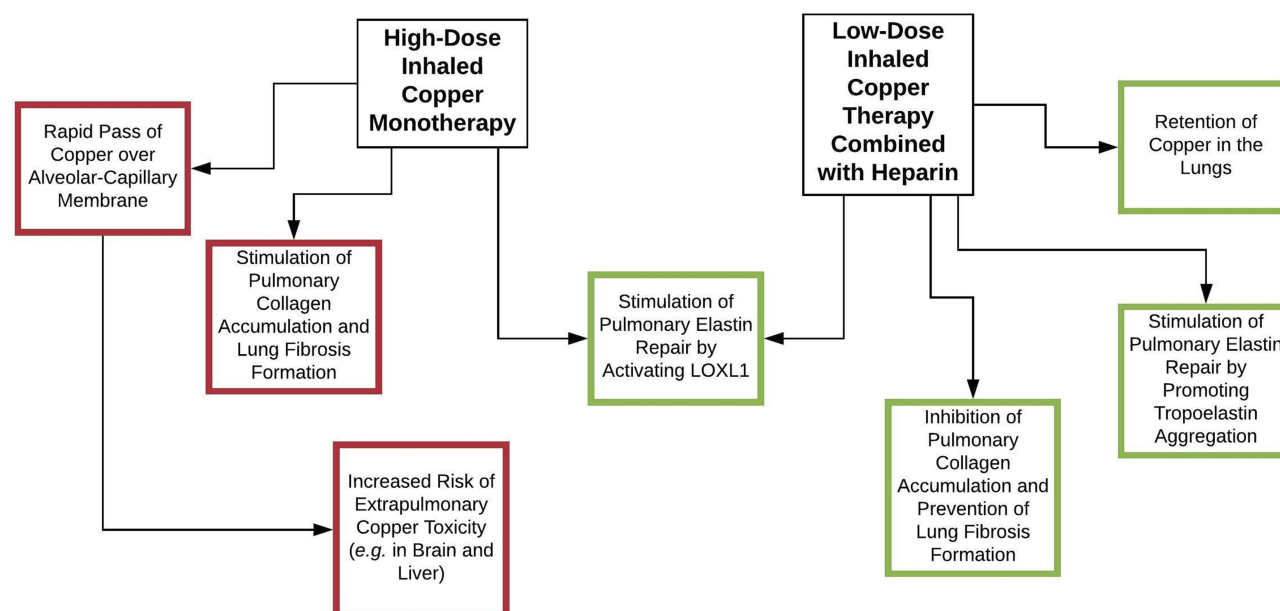 High-Dose
Inhaled
Copper
Monotherapy
Low-Dose
Inhaled
Copper
Therapy
Combined
with Heparin
Rapid Pass of
Copper over
Alveolar-Capillary
Membrane
Retention of
Copper in the
Lungs
Stimulation of
Pulmonary
Collagen
Accumulation and
Lung Fibrosis
Formation
Stimulation of
Pulmonary Elastin
Repair by
Activating LOXL1
Stimulation of
Pulmonary Elastin
Repair by
Promoting
Tropoelastin
Aggregation
Inhibition of
Pulmonary
Collagen
Accumulation and
Prevention of
Lung Fibrosis
Formation
Increased Risk of
Extrapulmonary
Copper Toxicity
(e.g. in Brain and
Liver)